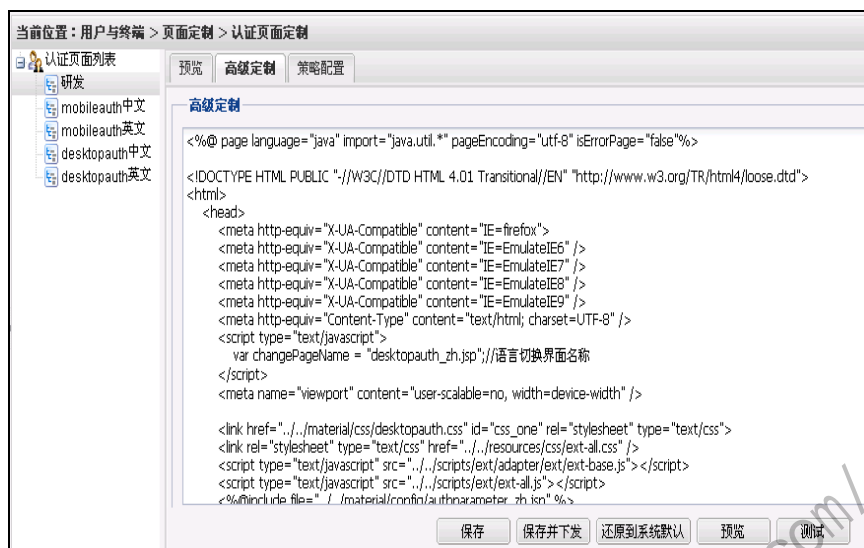 当前位置：用户与终端 > 页面定制 > 认证页面定制
认证页面列表
研发
mobileauth中文
mobileauth英文
desktopauth中文
desktopauth英文
预览 高级定制 策略配置
高级定制
<%@ page language="java" import="java.util.*" pageEncoding="utf-8" isErrorPage="false"%>
<!DOCTYPE HTML PUBLIC "-//W3C//DTD HTML 4.01 Transitional//EN" "http://www.w3.org/TR/html4/loose.dtd">
<html>
<head>
<meta http-equiv="X-UA-Compatible" content="IE=firefox">
<meta http-equiv="X-UA-Compatible" content="IE=EmulateIE6" />
<meta http-equiv="X-UA-Compatible" content="IE=EmulateIE7" />
<meta http-equiv="X-UA-Compatible" content="IE=EmulateIE8" />
<meta http-equiv="X-UA-Compatible" content="IE=EmulateIE9" />
<meta http-equiv="Content-Type" content="text/html; charset=UTF-8" />
<script type="text/javascript">
var changePageName = "desktopauth_zh.jsp";//语言切换界面名称
</script>
<meta name="viewport" content="user-scalable=no, width=device-width" />
<link href="../../material/css/desktopauth.css" id="css_one" rel="stylesheet" type="text/css">
<link rel="stylesheet" type="text/css" href="../../resources/css/ext-all.css" />
<script type="text/javascript" src="../../scripts/ext/adapter/ext/ext-base.js"></script>
<script type="text/javascript" src="../../scripts/ext/ext-all.js"></script>
<%@include file="../../material/config/authparameter_zh.jsp" %>
保存 保存并下发 还原到系统默认 预览 测试
com/